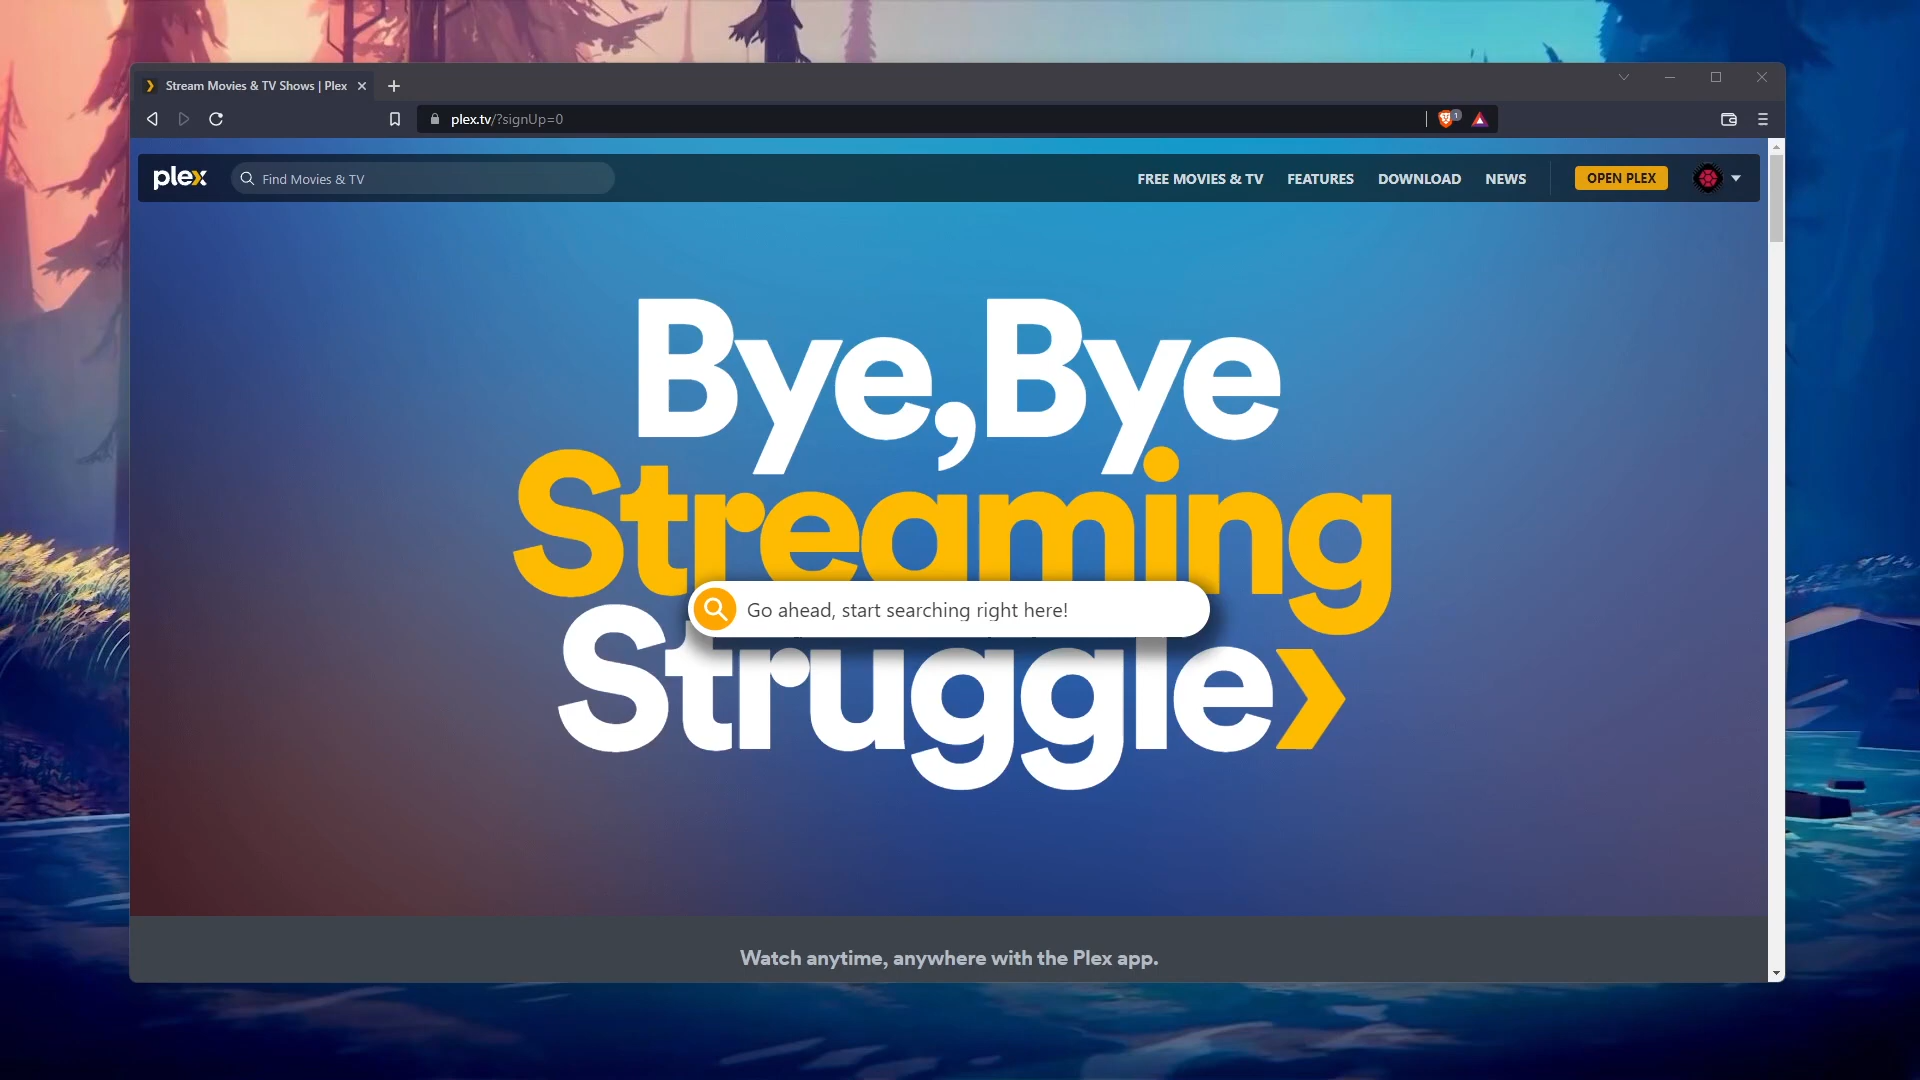 Stream Movies & TV Shows | Plex
plex.tv/?signUp=0
1
plex
Find Movies & TV
FREE MOVIES & TV
FEATURES
DOWNLOAD
NEWS
OPEN PLEX
Bye,Bye
Streaming
Go ahead, start searching right here!
Struggle
Watch anytime, anywhere with the Plex app.